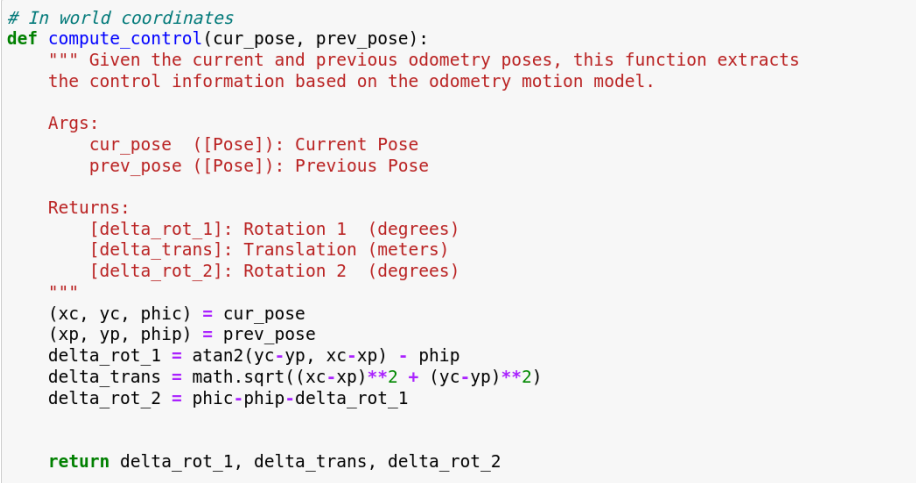 # In world coordinates
def compute_control(cur_pose, prev_pose):
    """ Given the current and previous odometry poses, this function extracts
    the control information based on the odometry motion model.

    Args:
        cur_pose  ([Pose]): Current Pose
        prev_pose ([Pose]): Previous Pose

    Returns:
        [delta_rot_1]: Rotation 1  (degrees)
        [delta_trans]: Translation (meters)
        [delta_rot_2]: Rotation 2  (degrees)
    """
    (xc, yc, phic) = cur_pose
    (xp, yp, phip) = prev_pose
    delta_rot_1 = atan2(yc-yp, xc-xp) - phip
    delta_trans = math.sqrt((xc-xp)**2 + (yc-yp)**2)
    delta_rot_2 = phic-phip-delta_rot_1

    return delta_rot_1, delta_trans, delta_rot_2